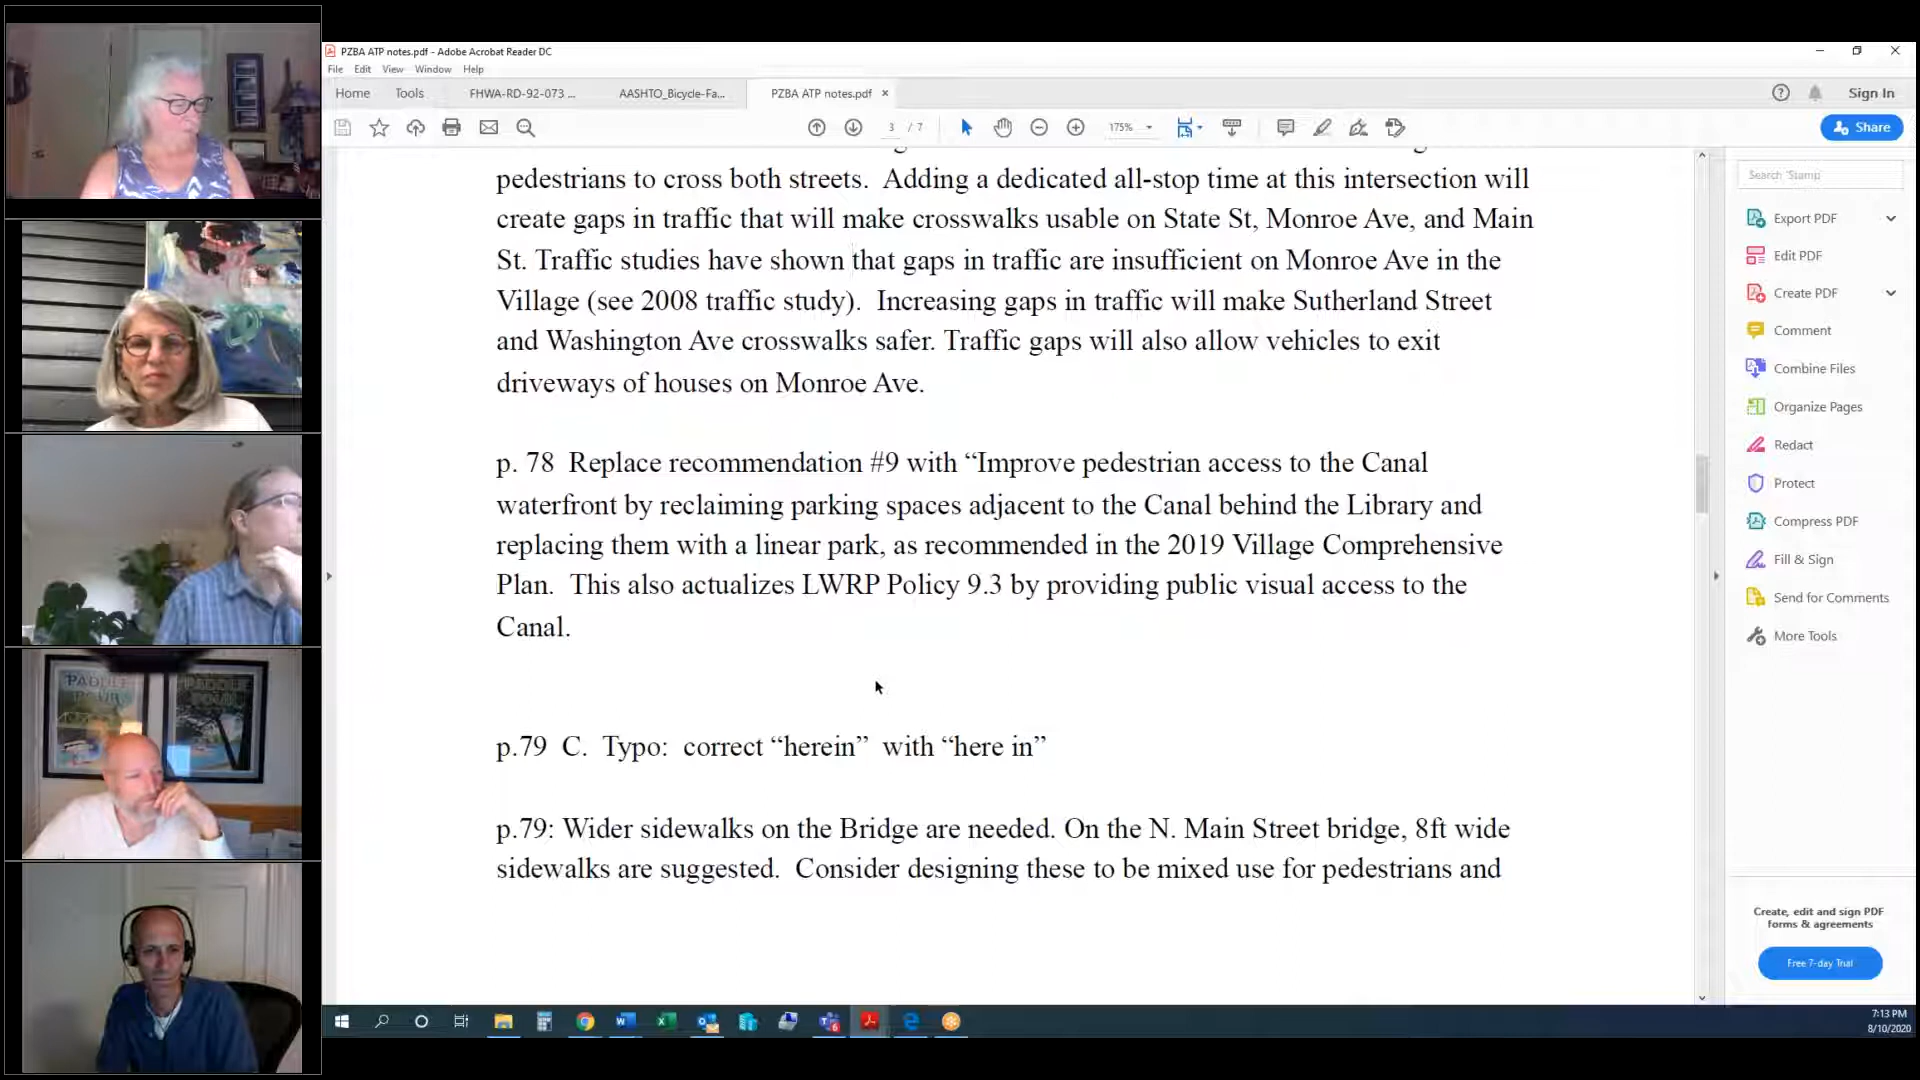 PZBA ATP notes.pdf - Adobe Acrobat Reader DC
File Edit View Window Help
Home Tools FHWA-RD-92-073 ... AASHTO_Bicycle-Fa... PZBA ATP notes.pdf × Sign In
3 / 7 175% Share
pedestrians to cross both streets. Adding a dedicated all-stop time at this intersection will
create gaps in traffic that will make crosswalks usable on State St, Monroe Ave, and Main
St. Traffic studies have shown that gaps in traffic are insufficient on Monroe Ave in the
Village (see 2008 traffic study). Increasing gaps in traffic will make Sutherland Street
and Washington Ave crosswalks safer. Traffic gaps will also allow vehicles to exit
driveways of houses on Monroe Ave.
p. 78 Replace recommendation #9 with “Improve pedestrian access to the Canal
waterfront by reclaiming parking spaces adjacent to the Canal behind the Library and
replacing them with a linear park, as recommended in the 2019 Village Comprehensive
Plan. This also actualizes LWRP Policy 9.3 by providing public visual access to the
Canal.
p.79 C. Typo: correct “herein” with “here in”
p.79: Wider sidewalks on the Bridge are needed. On the N. Main Street bridge, 8ft wide
sidewalks are suggested. Consider designing these to be mixed use for pedestrians and
Search 'Stamp
Export PDF
Edit PDF
Create PDF
Comment
Combine Files
Organize Pages
Redact
Protect
Compress PDF
Fill & Sign
Send for Comments
More Tools
Create, edit and sign PDF
forms & agreements
Free 7-day Trial
7:13 PM
8/10/2020
PADDLE